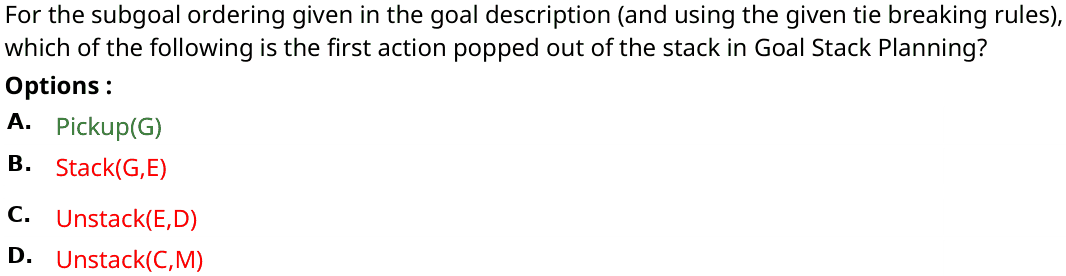 For the subgoal ordering given in the goal description (and using the given tie breaking rules),
which of the following is the first action popped out of the stack in Goal Stack Planning?
Options :
A. Pickup(G)
B. Stack(G,E)
C. Unstack(E,D)
D. Unstack(C,M)